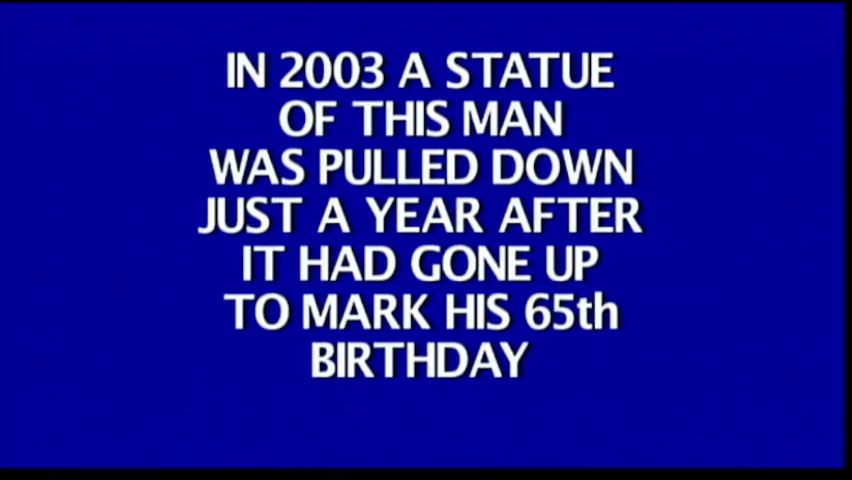 IN 2003 A STATUE
OF THIS MAN
WAS PULLED DOWN
JUST A YEAR AFTER
IT HAD GONE UP
TO MARK HIS 65th
BIRTHDAY